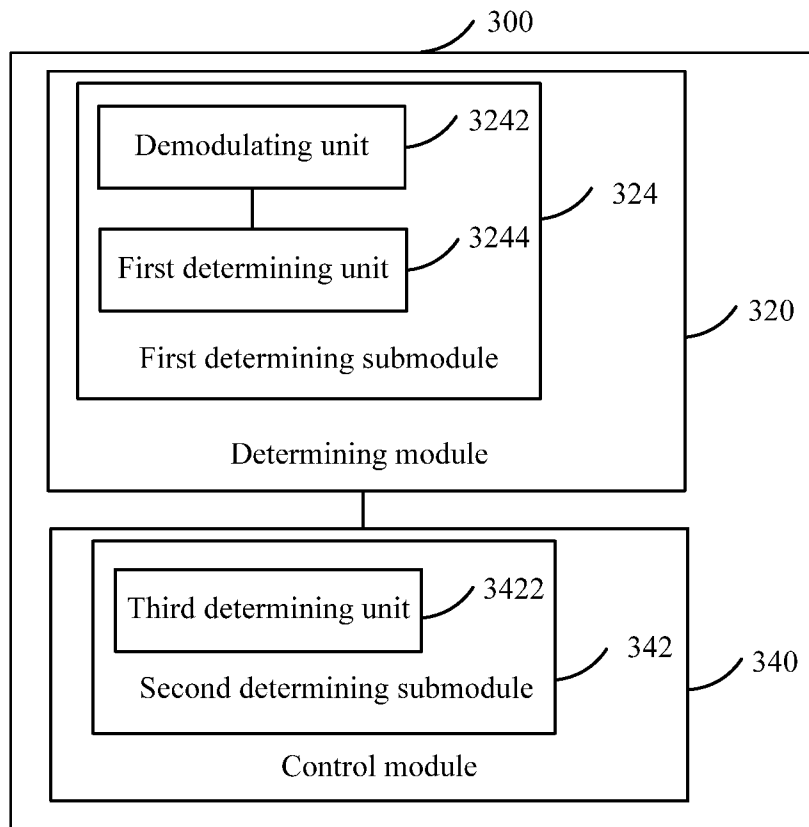 300
Demodulating unit
3242
324
First determining unit
3244
320
First determining submodule
Determining module
Third determining unit
3422
342
340
Second determining submodule
Control module